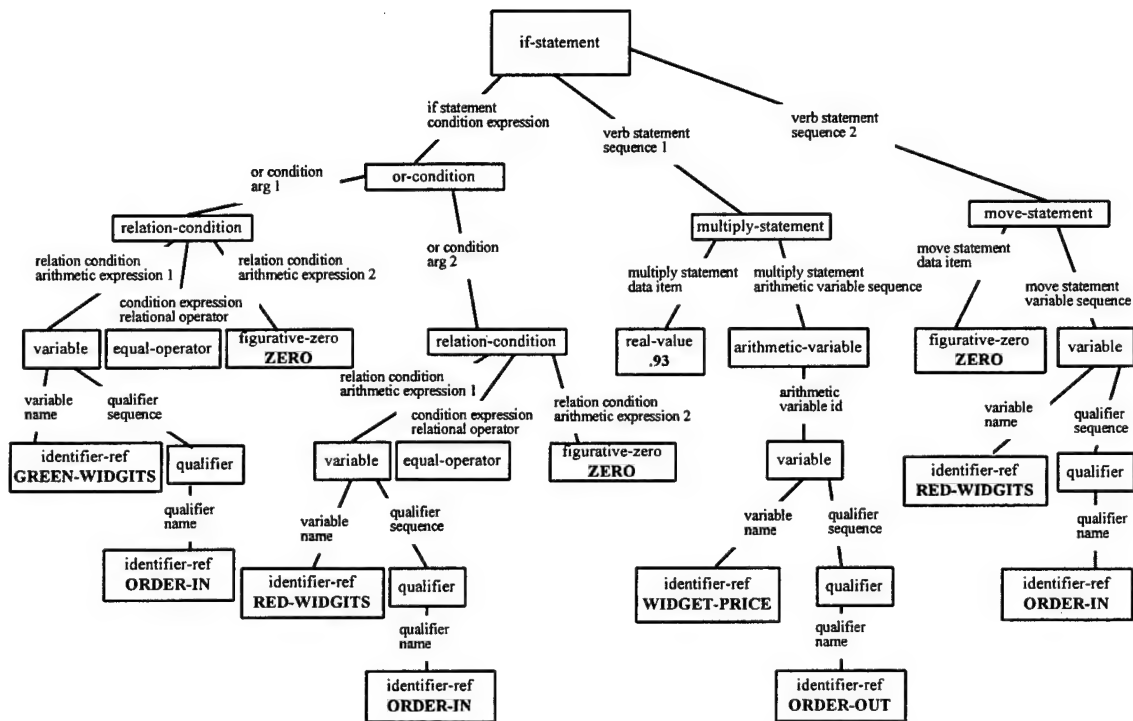 if-statement
if statement
condition expression
verb statement
sequence 1
verb statement
sequence 2
or condition
arg 1
or-condition
relation-condition
or condition
arg 2
multiply-statement
move-statement
relation condition
arithmetic expression 1
relation condition
arithmetic expression 2
condition expression
relational operator
multiply statement
data item
multiply statement
arithmetic variable sequence
move statement
data item
move statement
variable sequence
variable
equal-operator
figurative-zero
ZERO
relation-condition
real-value
.93
arithmetic-variable
figurative-zero
ZERO
variable
variable
name
qualifier
sequence
relation condition
arithmetic expression 1
condition expression
relational operator
relation condition
arithmetic expression 2
arithmetic
variable id
variable
name
qualifier
sequence
identifier-ref
GREEN-WIDGITS
qualifier
variable
equal-operator
figurative-zero
ZERO
variable
identifier-ref
RED-WIDGITS
qualifier
qualifier
name
variable
name
qualifier
sequence
variable
name
qualifier
sequence
qualifier
name
identifier-ref
ORDER-IN
identifier-ref
RED-WIDGITS
qualifier
identifier-ref
WIDGET-PRICE
qualifier
identifier-ref
ORDER-IN
qualifier
name
qualifier
name
identifier-ref
ORDER-IN
identifier-ref
ORDER-OUT